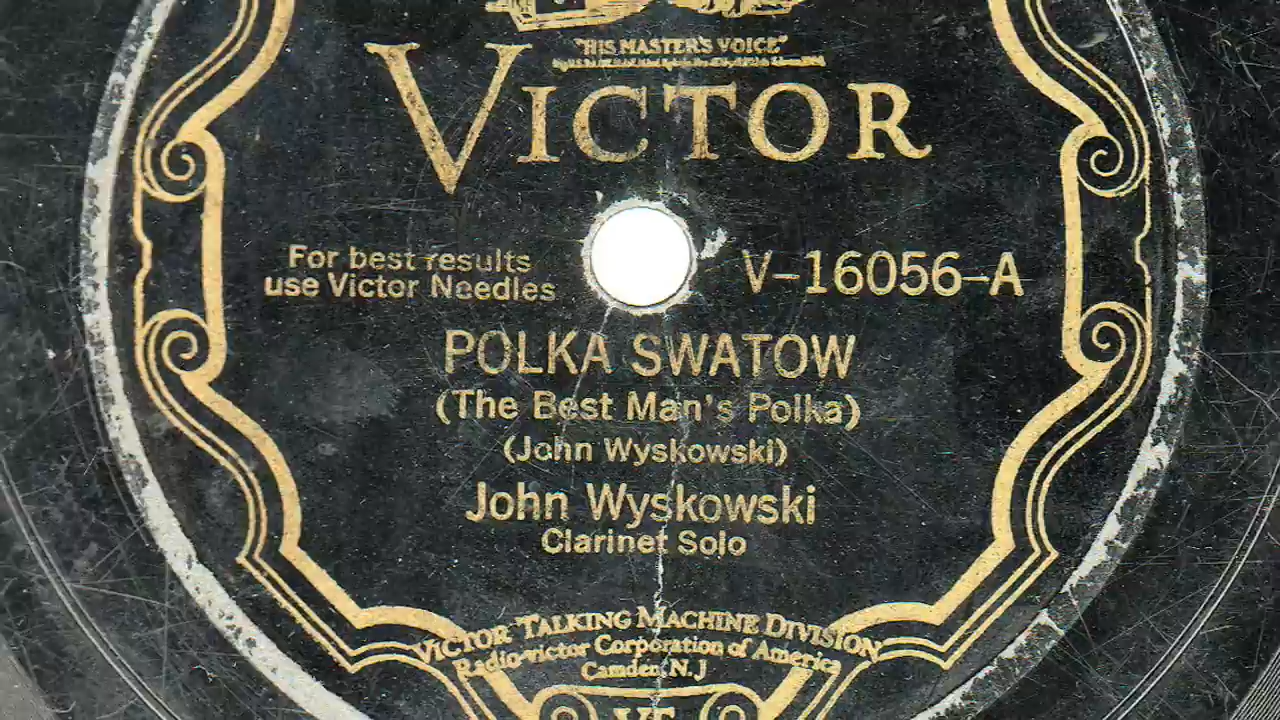 "HIS MASTER'S VOICE"
VICTOR
For best results
use Victor Needles
V-16056-A
POLKA SWATOW
(The Best Man's Polka)
(John Wyskowski)
John Wyskowski
Clarinet Solo
VICTOR TALKING MACHINE DIVISION
Radio-Victor Corporation of America
Camden, N.J
VE